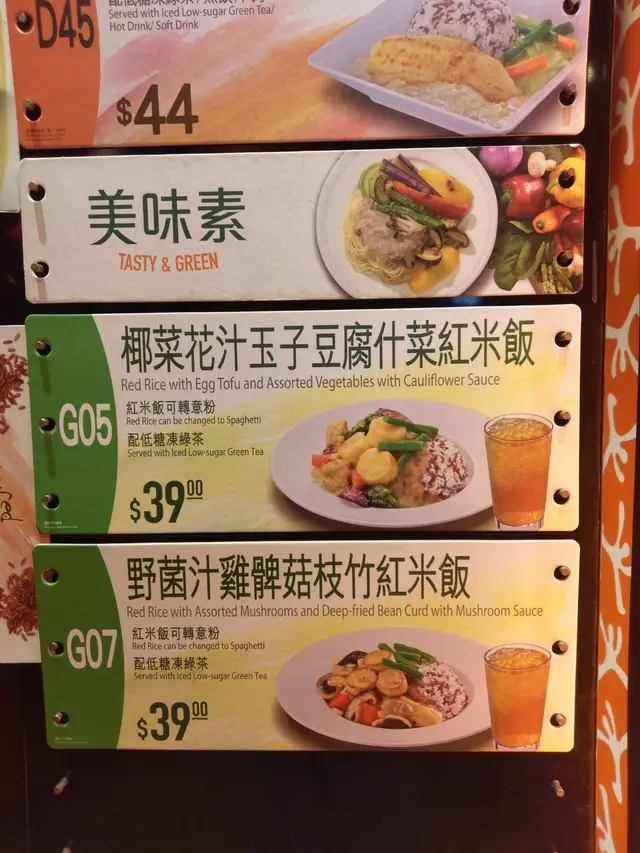 D45
Served with Iced Low-sugar Green Tea/
Hot Drink/ Soft Drink
$44
美味素
TASTY & GREEN
G05
椰菜花汁玉子豆腐什菜紅米飯
Red Rice with Egg Tofu and Assorted Vegetables with Cauliflower Sauce
紅米飯可轉意粉
Red Rice can be changed to Spaghetti
配低糖凍綠茶
Served with Iced Low-sugar Green Tea
$39.00
G07
野菌汁雞髀菇枝竹紅米飯
Red Rice with Assorted Mushrooms and Deep-fried Bean Curd with Mushroom Sauce
紅米飯可轉意粉
Red Rice can be changed to Spaghetti
配低糖凍綠茶
Served with Iced Low-sugar Green Tea
$39.00